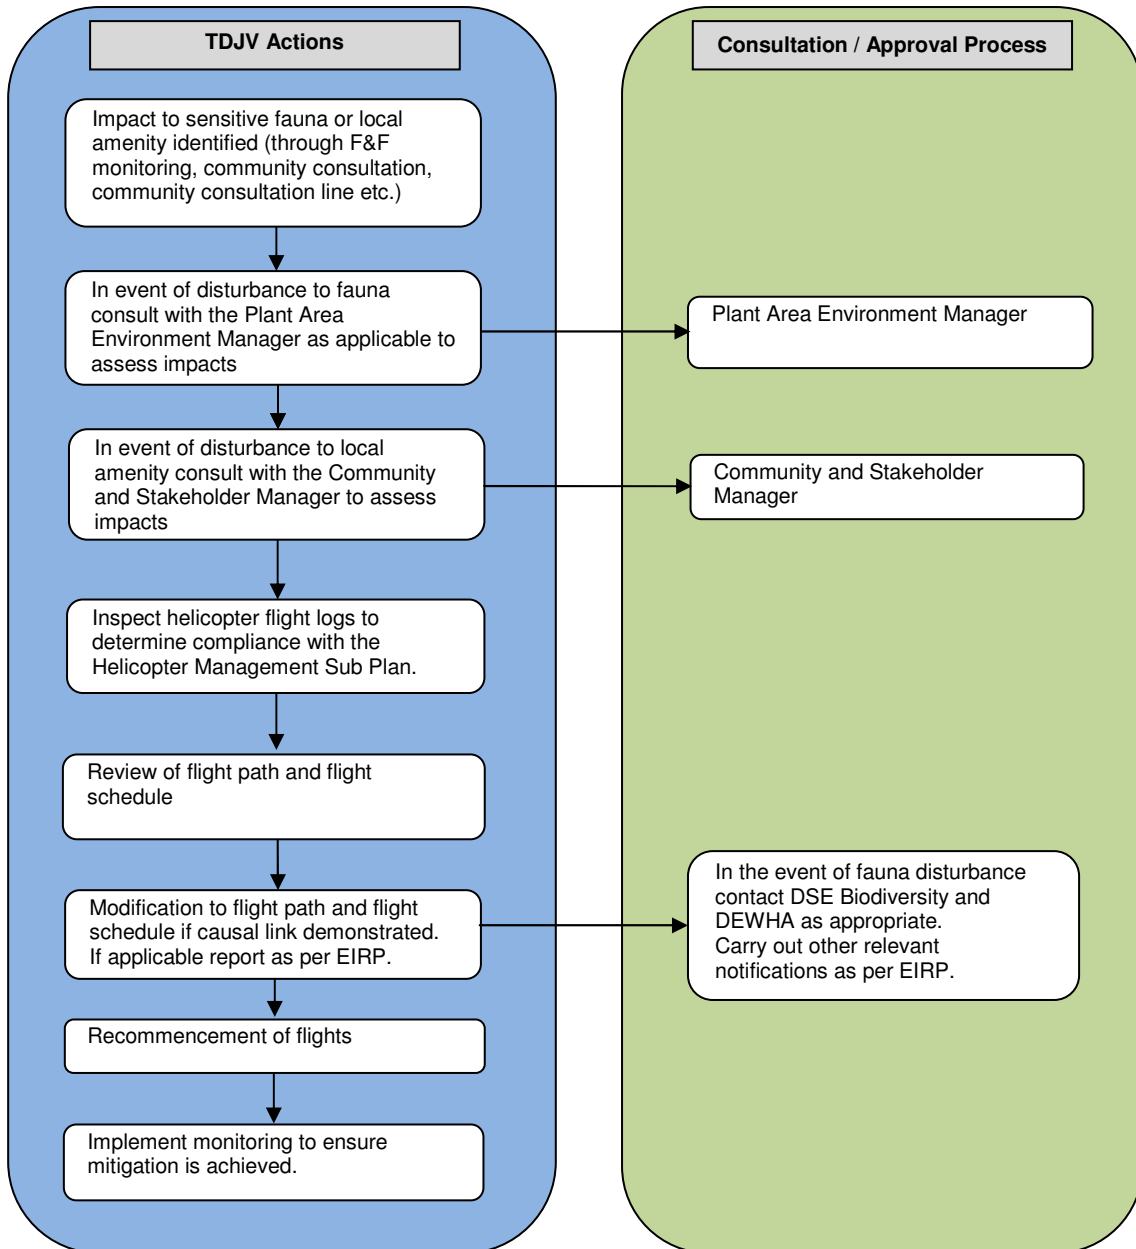 TDJV Actions
Consultation / Approval Process
Impact to sensitive fauna or local
amenity identified (through F&F
monitoring, community consultation,
community consultation line etc.)
In event of disturbance to fauna
consult with the Plant Area
Environment Manager as applicable to
assess impacts
Plant Area Environment Manager
In event of disturbance to local
amenity consult with the Community
and Stakeholder Manager to assess
impacts
Community and Stakeholder
Manager
Inspect helicopter flight logs to
determine compliance with the
Helicopter Management Sub Plan.
Review of flight path and flight
schedule
Modification to flight path and flight
schedule if causal link demonstrated.
If applicable report as per EIRP.
In the event of fauna disturbance
contact DSE Biodiversity and
DEWHA as appropriate.
Carry out other relevant
notifications as per EIRP.
Recommencement of flights
Implement monitoring to ensure
mitigation is achieved.